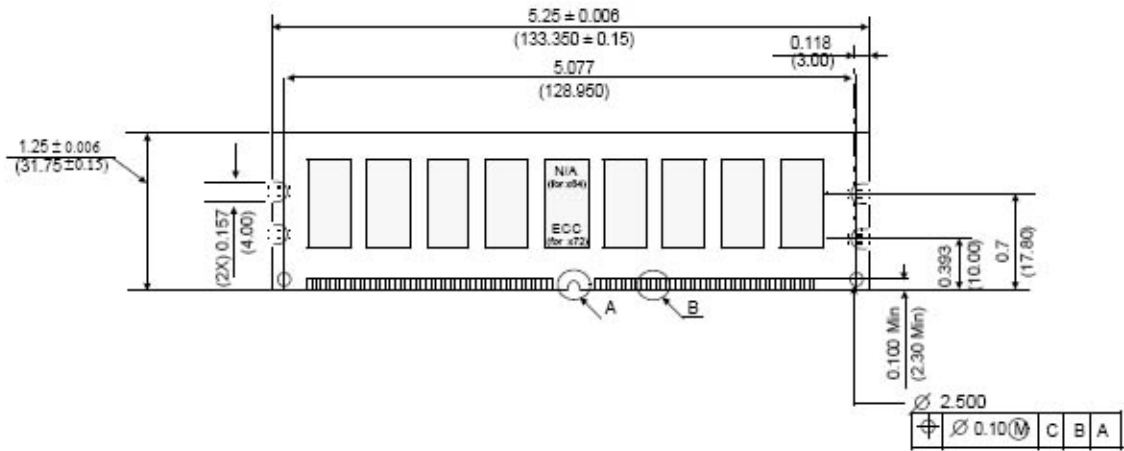 5.25 ± 0.006
(133.350 ± 0.15)
0.118
(3.00)
5.077
(128.950)
1.25 ± 0.006
(31.75 ±0.15)
N/A
(for x64)
ECC
(for x72)
(2X) 0.157
(4.00)
0.393
(10.00)
0.7
(17.80)
A
B
0.100 Min
(2.30 Min)
Ø 2.500
⌖ Ø 0.10 Ⓜ C B A